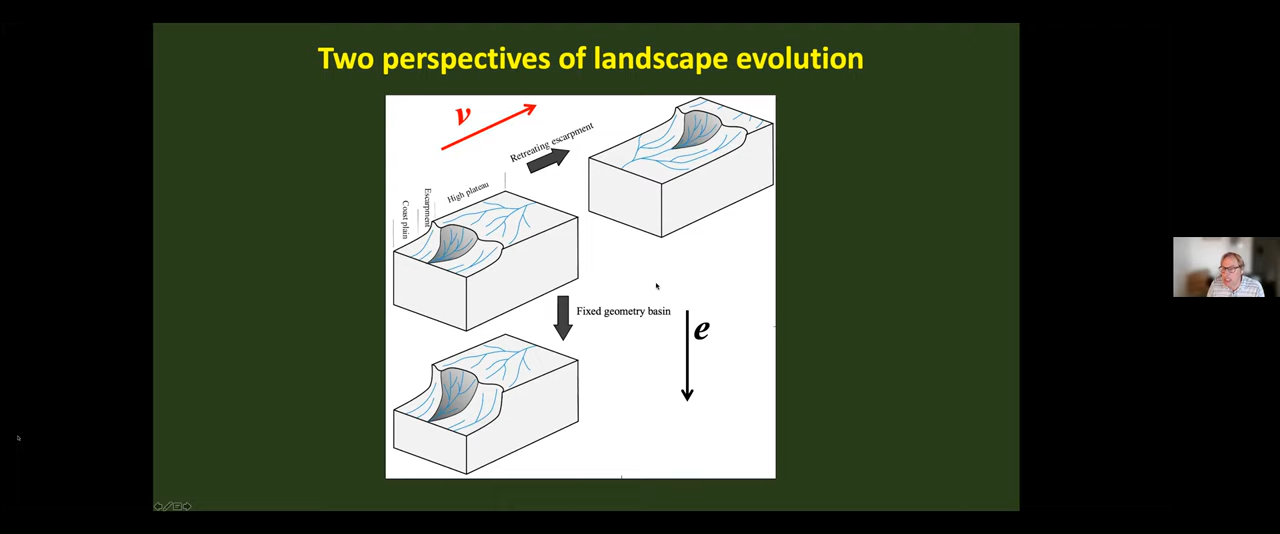 Two perspectives of landscape evolution
v
Retreating escarpment
High plateau
Escarpment
Coast plain
Fixed geometry basin
e